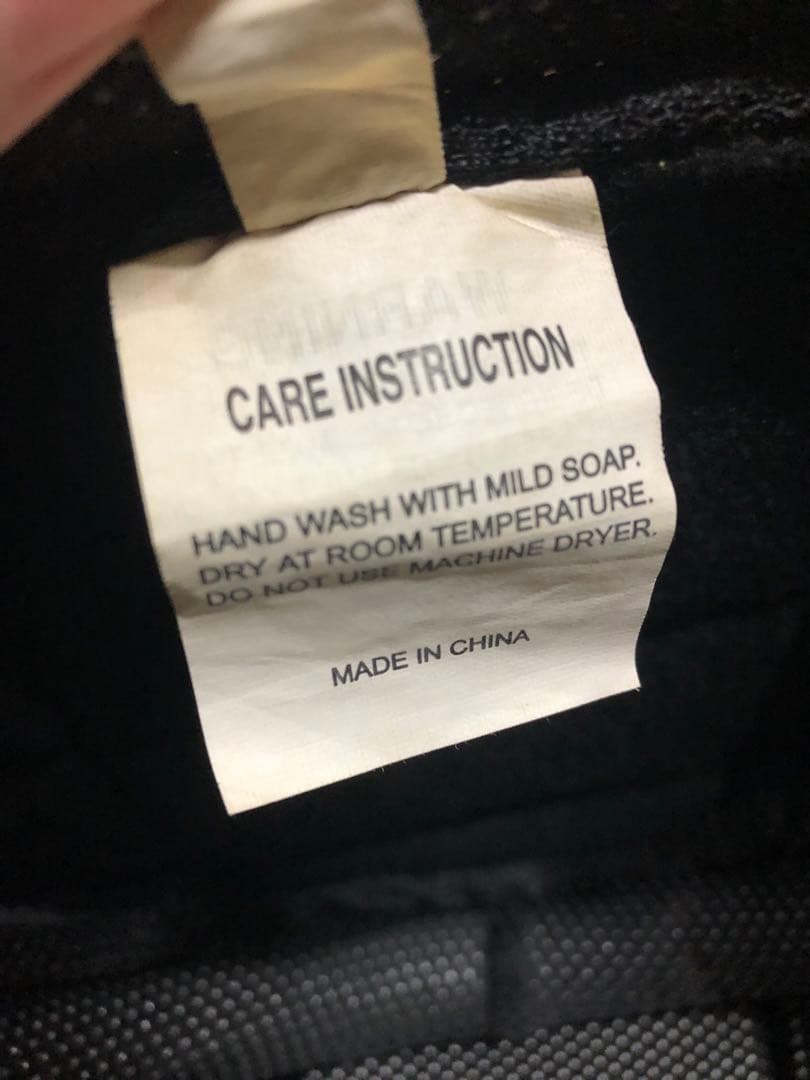 CARE INSTRUCTION
HAND WASH WITH MILD SOAP.
DRY AT ROOM TEMPERATURE.
DO NOT USE MACHINE DRYER.
MADE IN CHINA